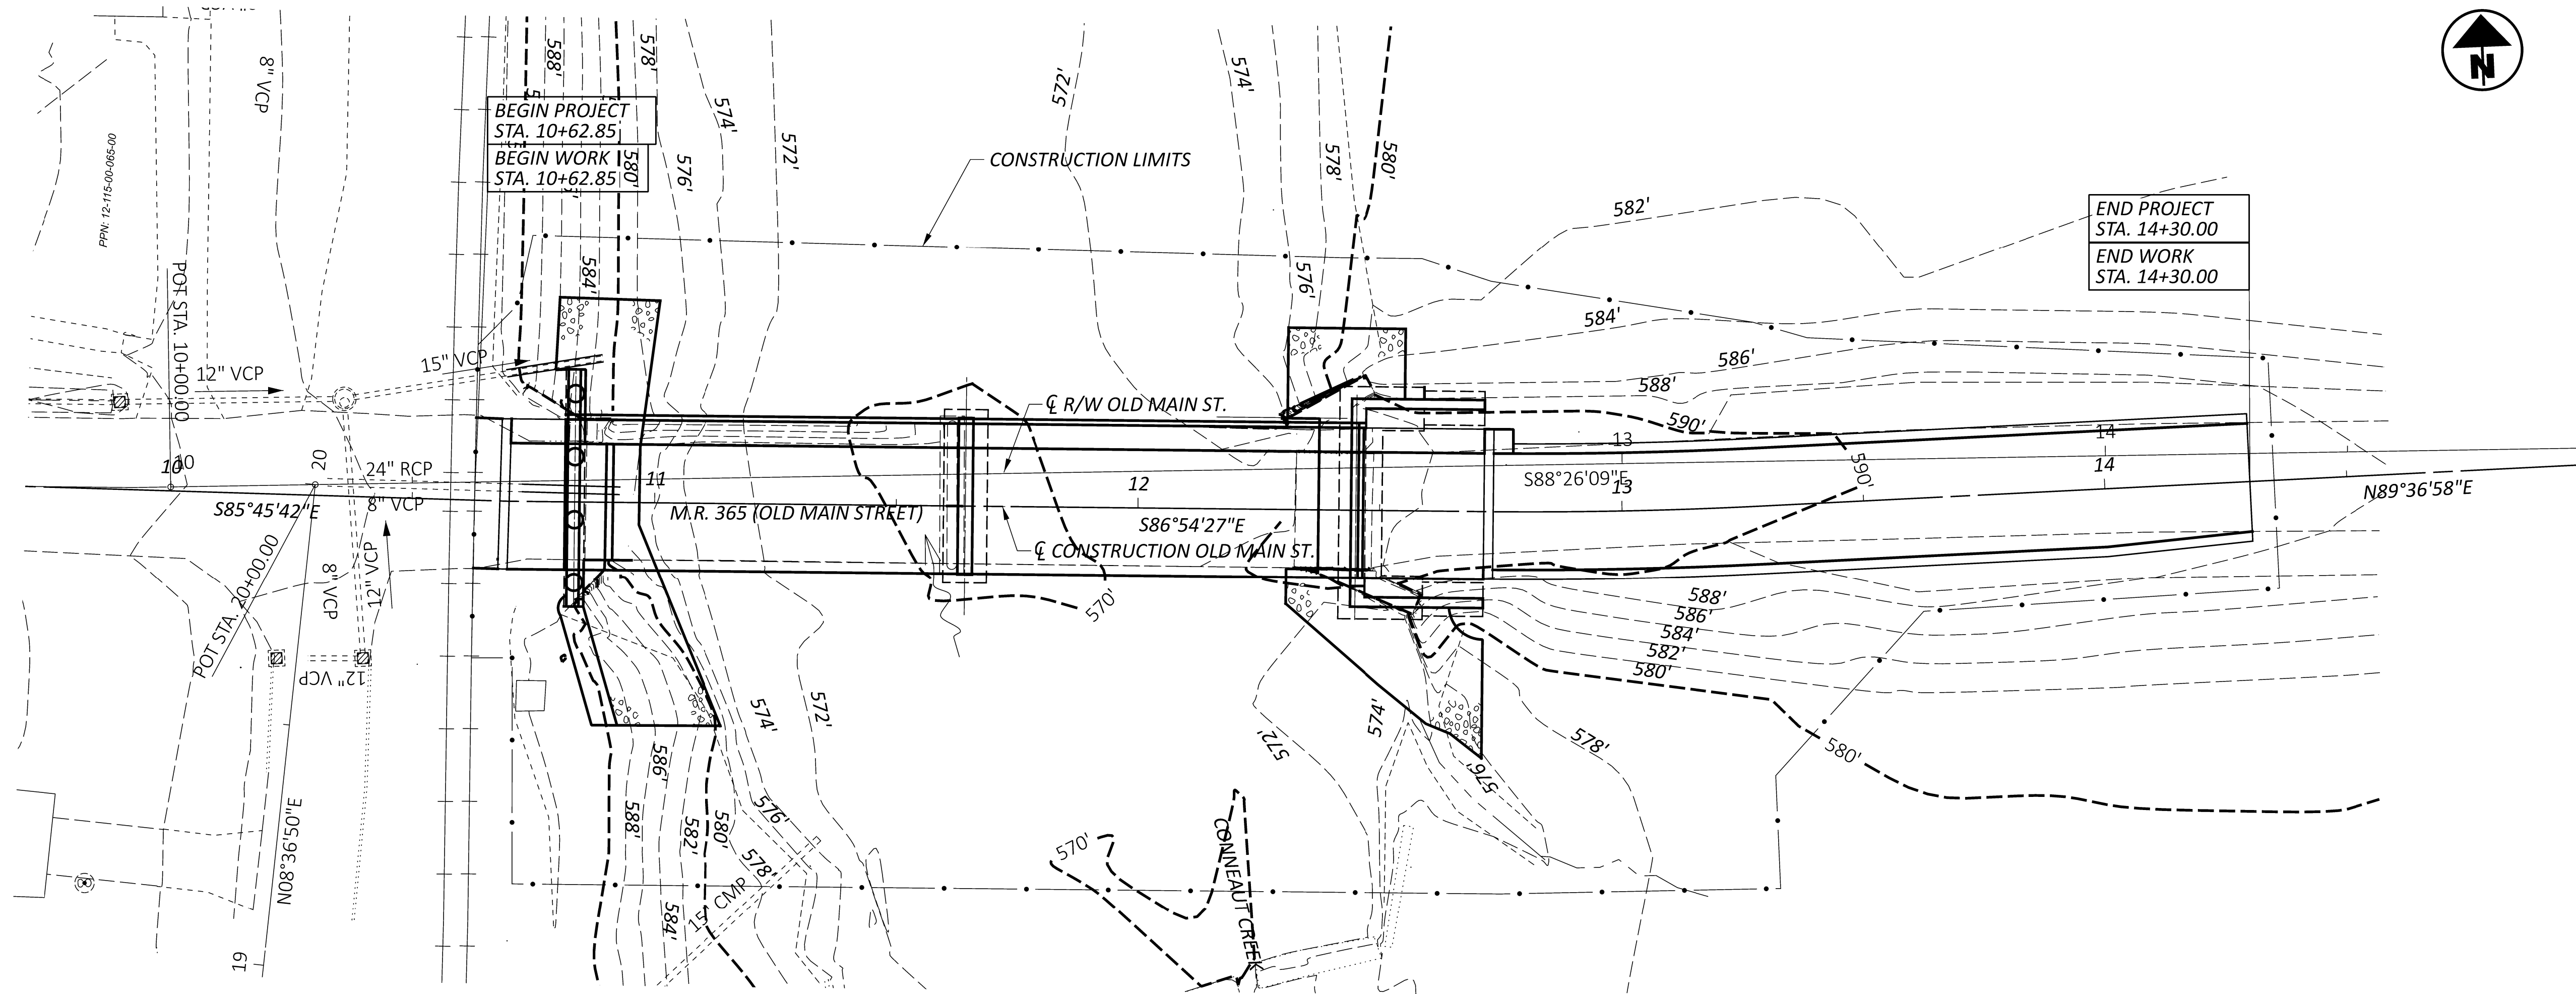 N
8" VCP
PPN: 12-115-00-065-00
588'
578'
BEGIN PROJECT
STA. 10+62.85
BEGIN WORK
STA. 10+62.85
580'
574'
576'
572'
572'
574'
578'
580'
CONSTRUCTION LIMITS
582'
END PROJECT
STA. 14+30.00
END WORK
STA. 14+30.00
POT STA. 10+00.00
584'
576'
584'
586'
588'
590'
12" VCP
15" VCP
℄ R/W OLD MAIN ST.
10
10
20
24" RCP
8" VCP
S85°45'42"E
11
M.R. 365 (OLD MAIN STREET)
12
S86°54'27"E
℄ CONSTRUCTION OLD MAIN ST.
13
S88°26'09"E
13
590'
14
14
N89°36'58"E
POT STA. 20+00.00
8" VCP
12" VCP
12" VCP
570'
588'
586'
584'
582'
580'
574'
572'
572'
574'
578'
576'
580'
586'
588'
582'
580'
576'
578'
584'
15" CMP
570'
CONNEAUT CREEK
N08°36'50"E
19